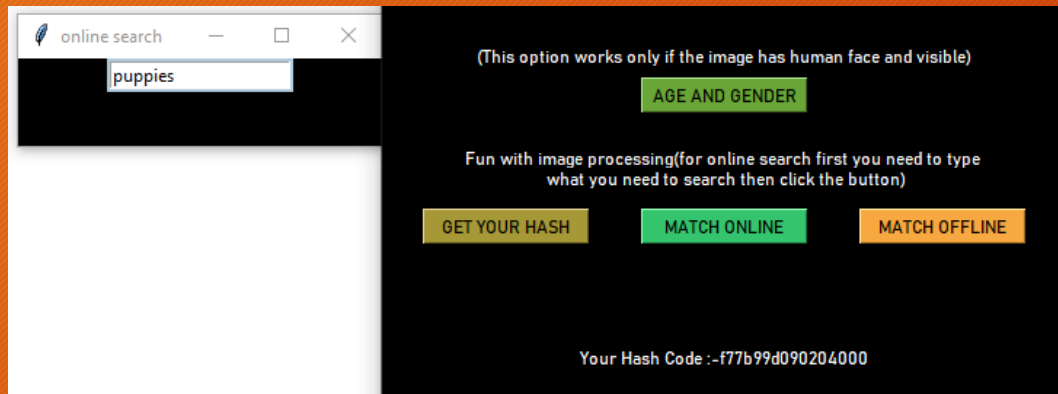 online search
puppies
(This option works only if the image has human face and visible)
AGE AND GENDER
Fun with image processing(for online search first you need to type
what you need to search then click the button)
GET YOUR HASH
MATCH ONLINE
MATCH OFFLINE
Your Hash Code :-f77b99d090204000